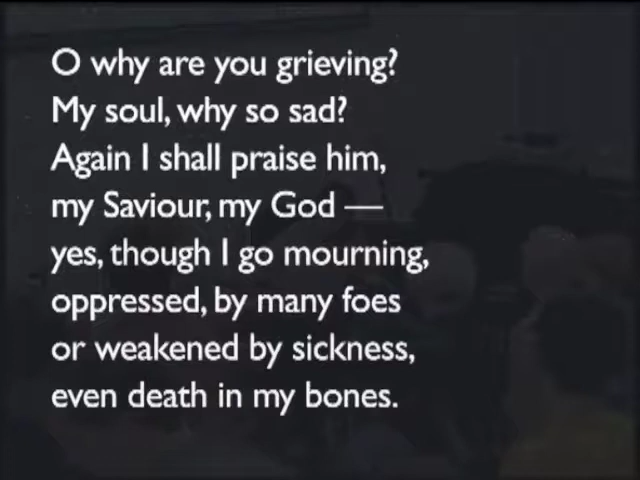 O why are you grieving?
My soul, why so sad?
Again I shall praise him,
my Saviour, my God —
yes, though I go mourning,
oppressed, by many foes
or weakened by sickness,
even death in my bones.